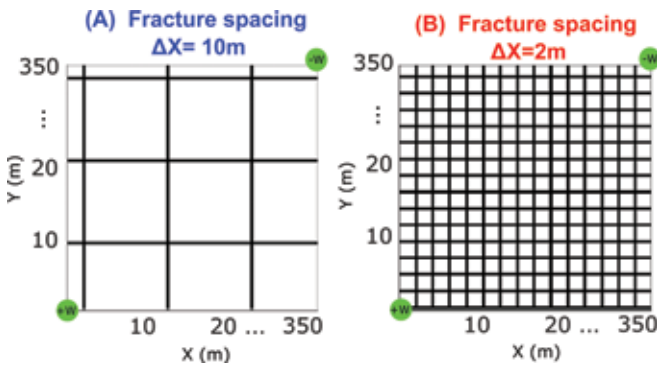 (A) Fracture spacing
ΔX= 10m
350
-W
...
20
10
Y (m)
+W
10 20 ... 350
X (m)
(B) Fracture spacing
ΔX=2m
350
-W
...
20
10
Y (m)
+W
10 20 ... 350
X (m)